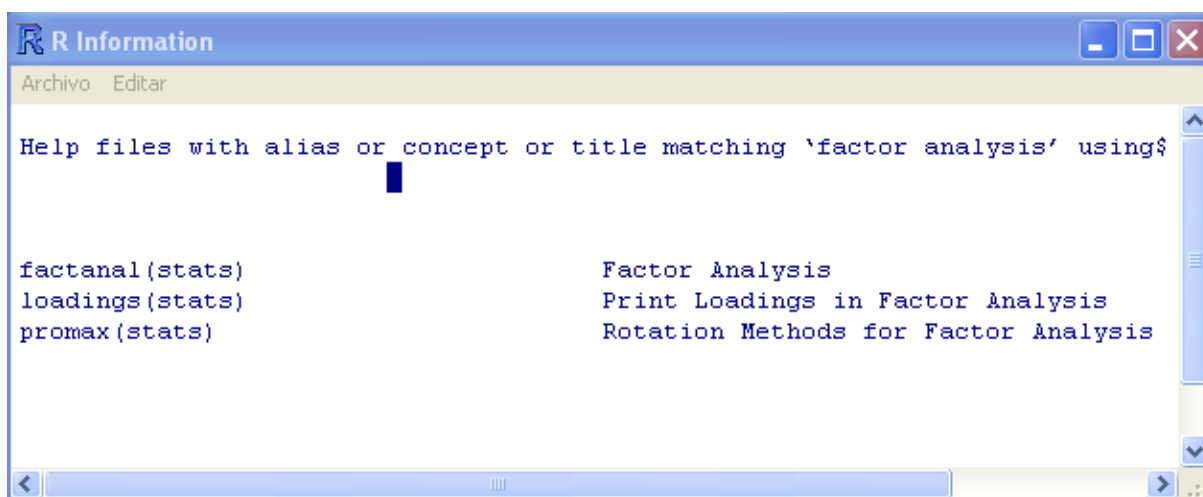 R R Information
Archivo Editar
Help files with alias or concept or title matching ‘factor analysis’ using$
factanal(stats) Factor Analysis
loadings(stats) Print Loadings in Factor Analysis
promax(stats) Rotation Methods for Factor Analysis